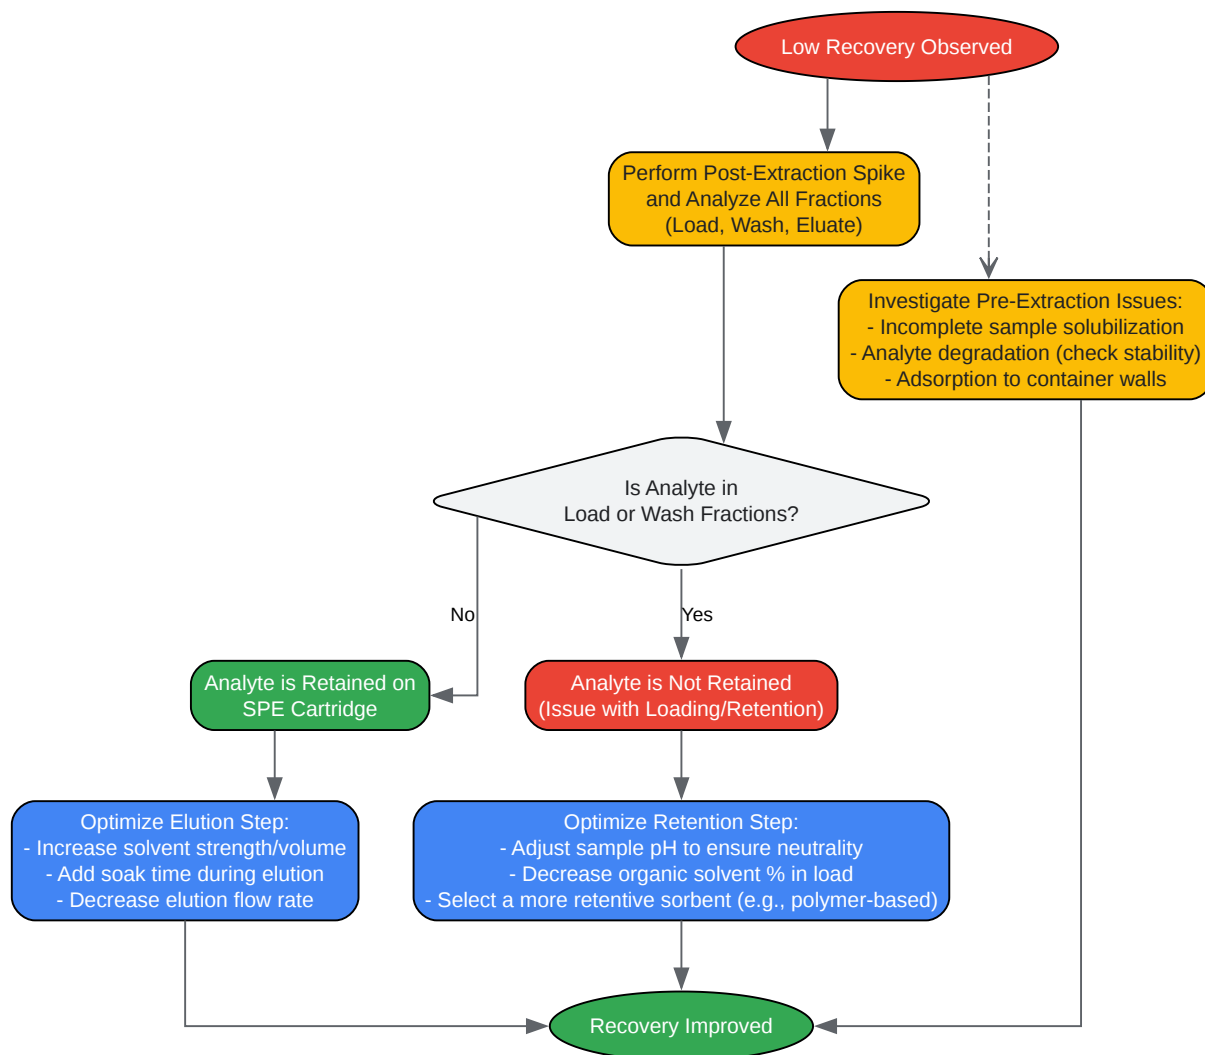 Low Recovery Observed
Perform Post-Extraction Spike
and Analyze All Fractions
(Load, Wash, Eluate)
Investigate Pre-Extraction Issues:
- Incomplete sample solubilization
- Analyte degradation (check stability)
- Adsorption to container walls
Is Analyte in
Load or Wash Fractions?
No
Yes
Analyte is Retained on
SPE Cartridge
Analyte is Not Retained
(Issue with Loading/Retention)
Optimize Elution Step:
- Increase solvent strength/volume
- Add soak time during elution
- Decrease elution flow rate
Optimize Retention Step:
- Adjust sample pH to ensure neutrality
- Decrease organic solvent % in load
- Select a more retentive sorbent (e.g., polymer-based)
Recovery Improved